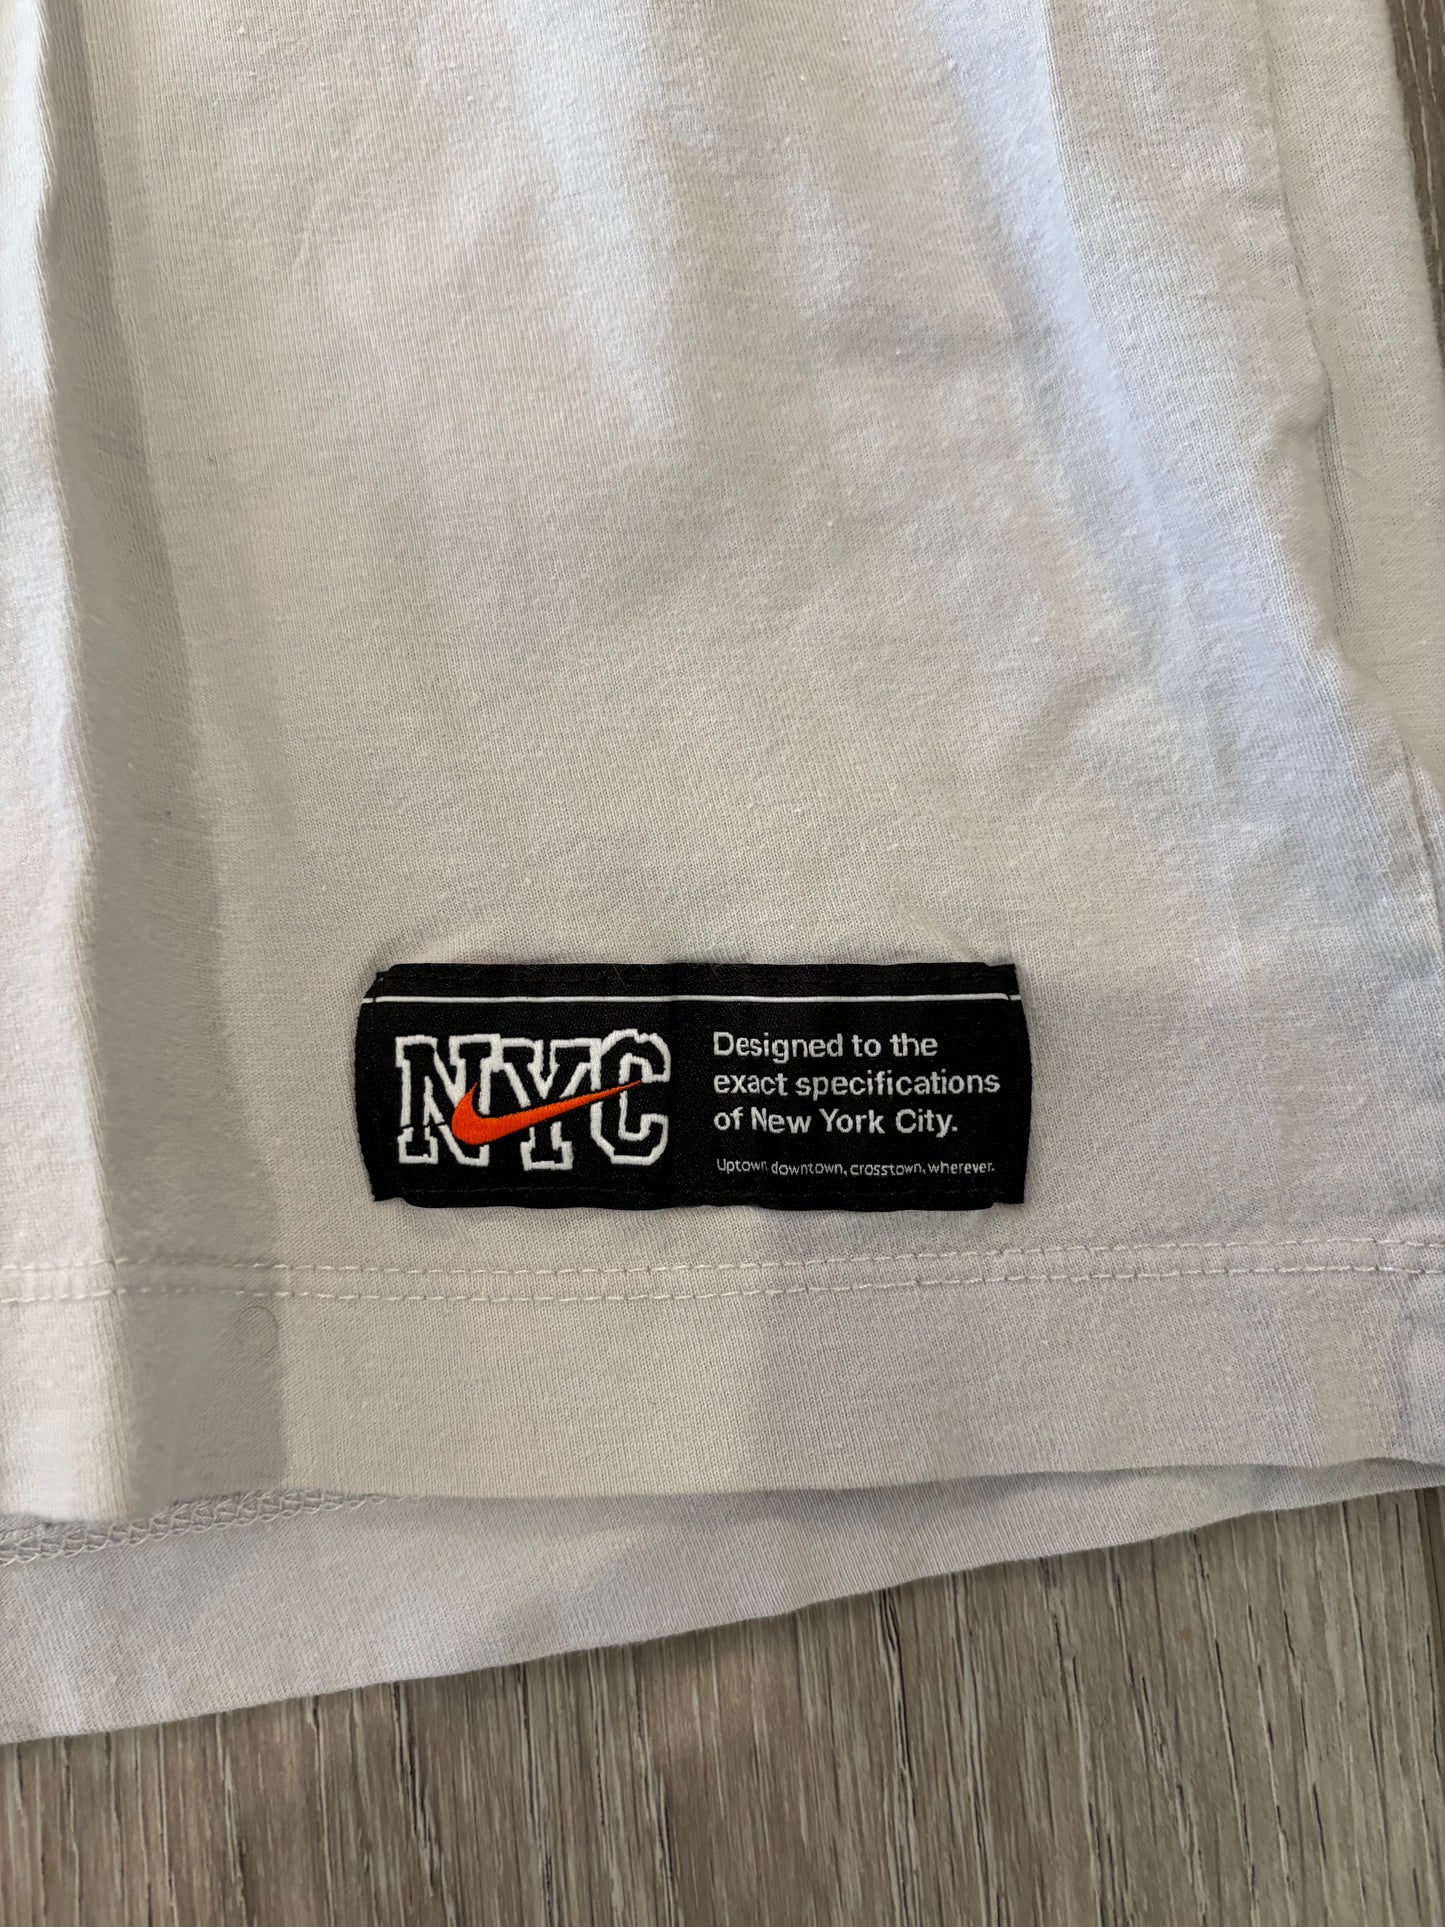 NYC
Designed to the
exact specifications
of New York City.
Uptown, downtown, crosstown, wherever.